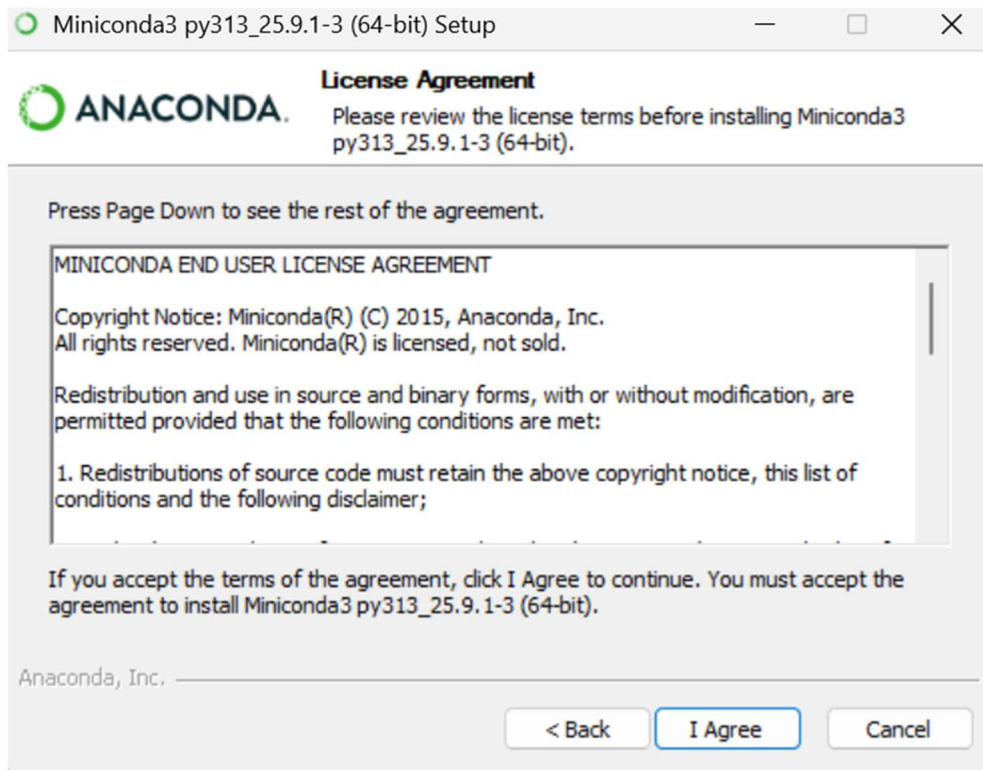 Miniconda3 py313_25.9.1-3 (64-bit) Setup
ANACONDA.
License Agreement
Please review the license terms before installing Miniconda3
py313_25.9.1-3 (64-bit).
Press Page Down to see the rest of the agreement.
MINICONDA END USER LICENSE AGREEMENT
Copyright Notice: Miniconda(R) (C) 2015, Anaconda, Inc.
All rights reserved. Miniconda(R) is licensed, not sold.
Redistribution and use in source and binary forms, with or without modification, are
permitted provided that the following conditions are met:
1. Redistributions of source code must retain the above copyright notice, this list of
conditions and the following disclaimer;
If you accept the terms of the agreement, click I Agree to continue. You must accept the
agreement to install Miniconda3 py313_25.9.1-3 (64-bit).
Anaconda, Inc.
< Back
I Agree
Cancel